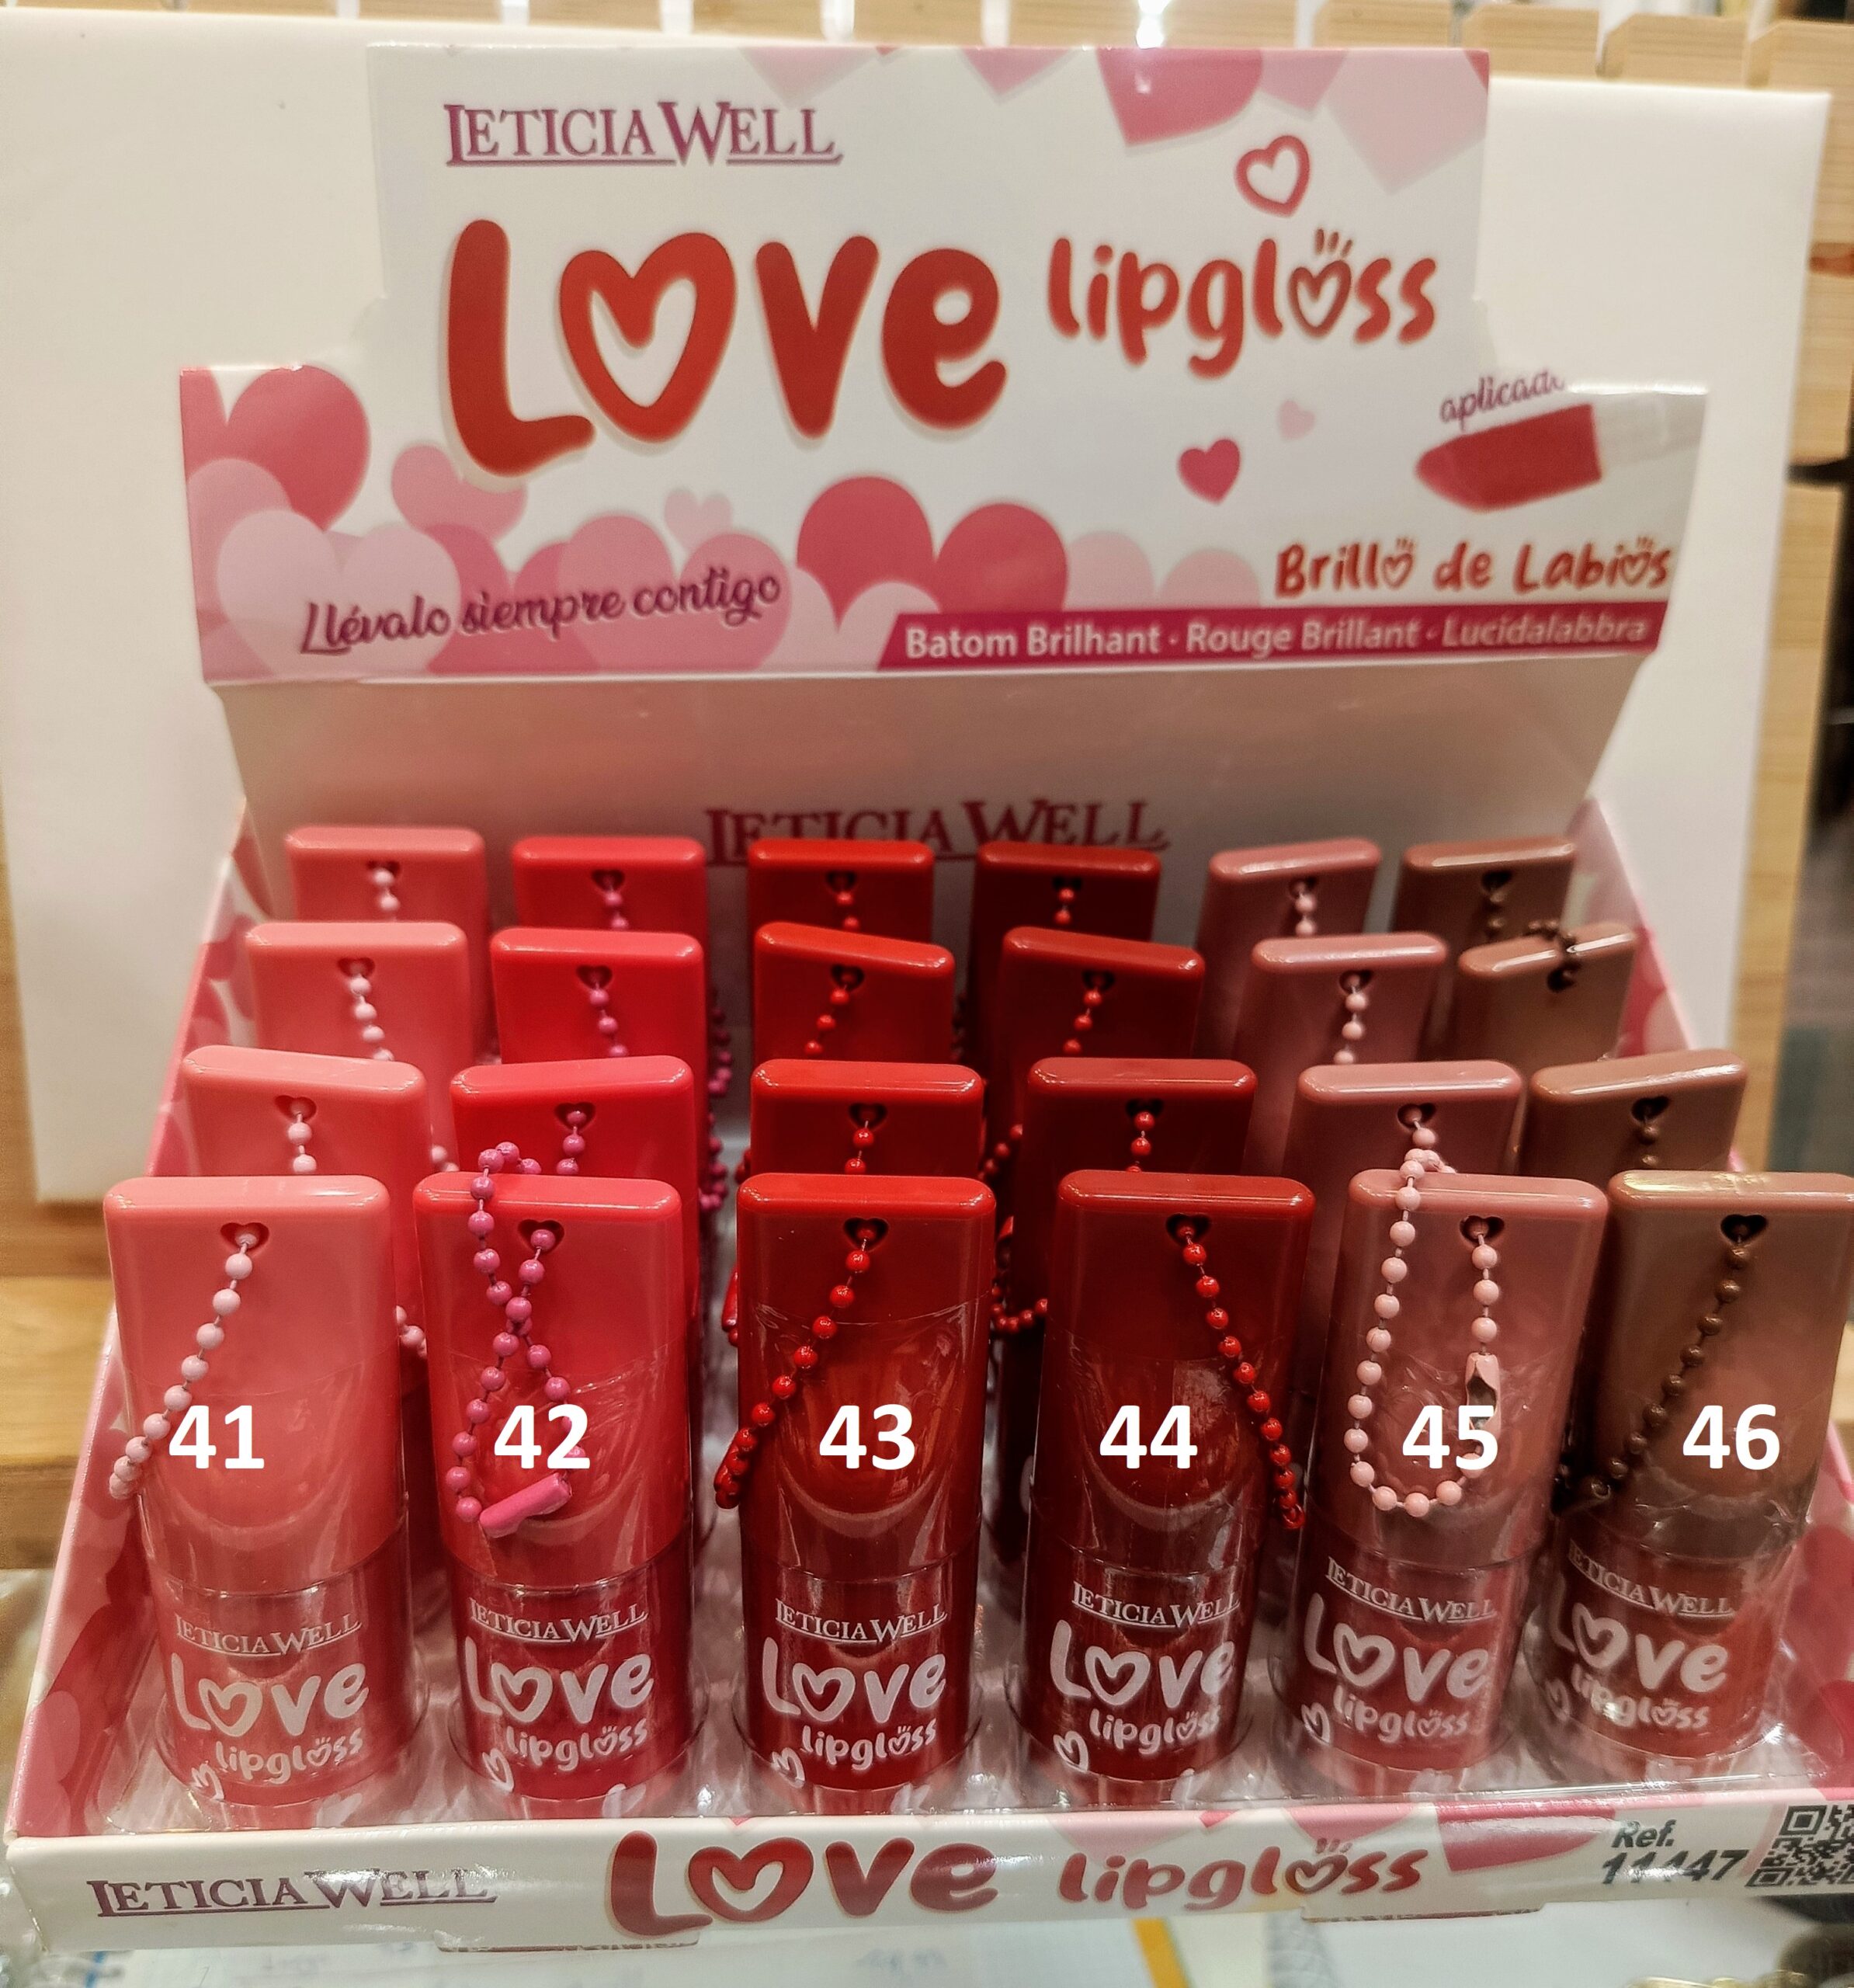 LETICIA WELL
Love lipgloss
Brillo de Labios
Llévalo siempre contigo
Batom Brilhant · Rouge Brillant · Lucidalabbra
LETICIA WELL
41 42 43 44 45 46
LETICIA WELL
Love
lipgloss
LETICIA WELL
Love
lipgloss
LETICIA WELL
Love
lipgloss
LETICIA WELL
Love
lipgloss
LETICIA WELL
Love
lipgloss
LETICIA WELL
Love
lipgloss
LETICIA WELL
Love lipgloss
Ref.
11447